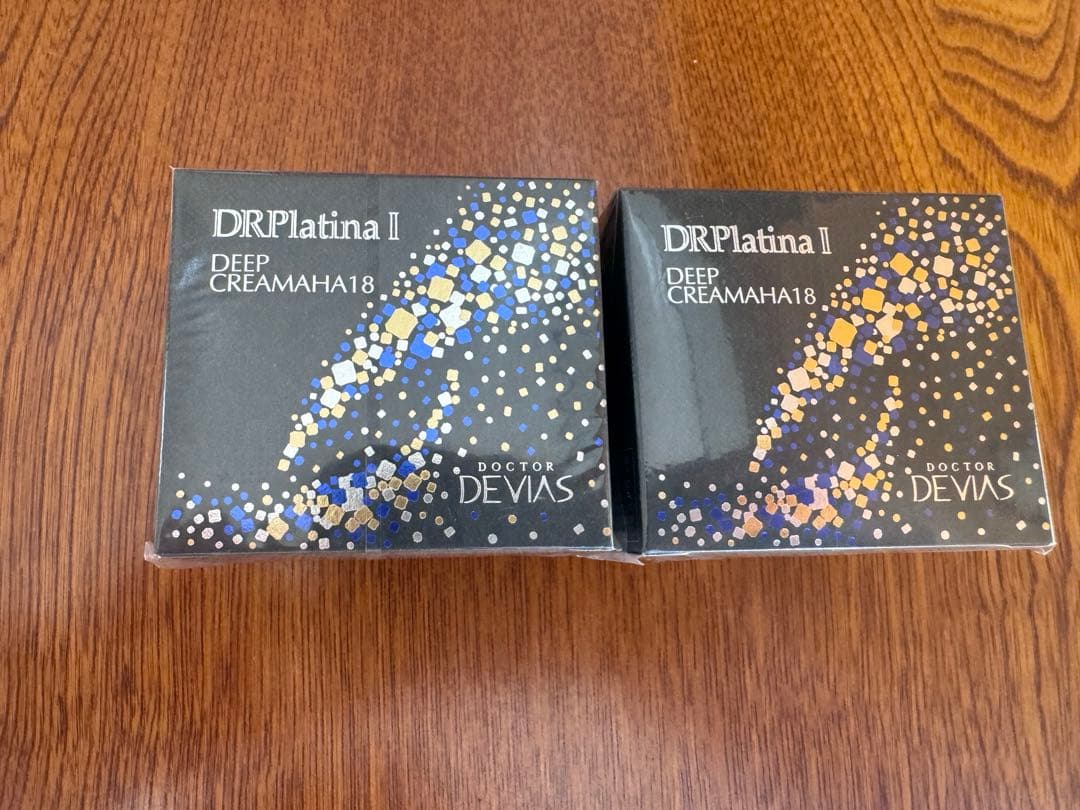 DRPlatina I
DEEP
CREAMAHA18
DOCTOR
DEVIAS
DRPlatina I
DEEP
CREAMAHA18
DOCTOR
DEVIAS